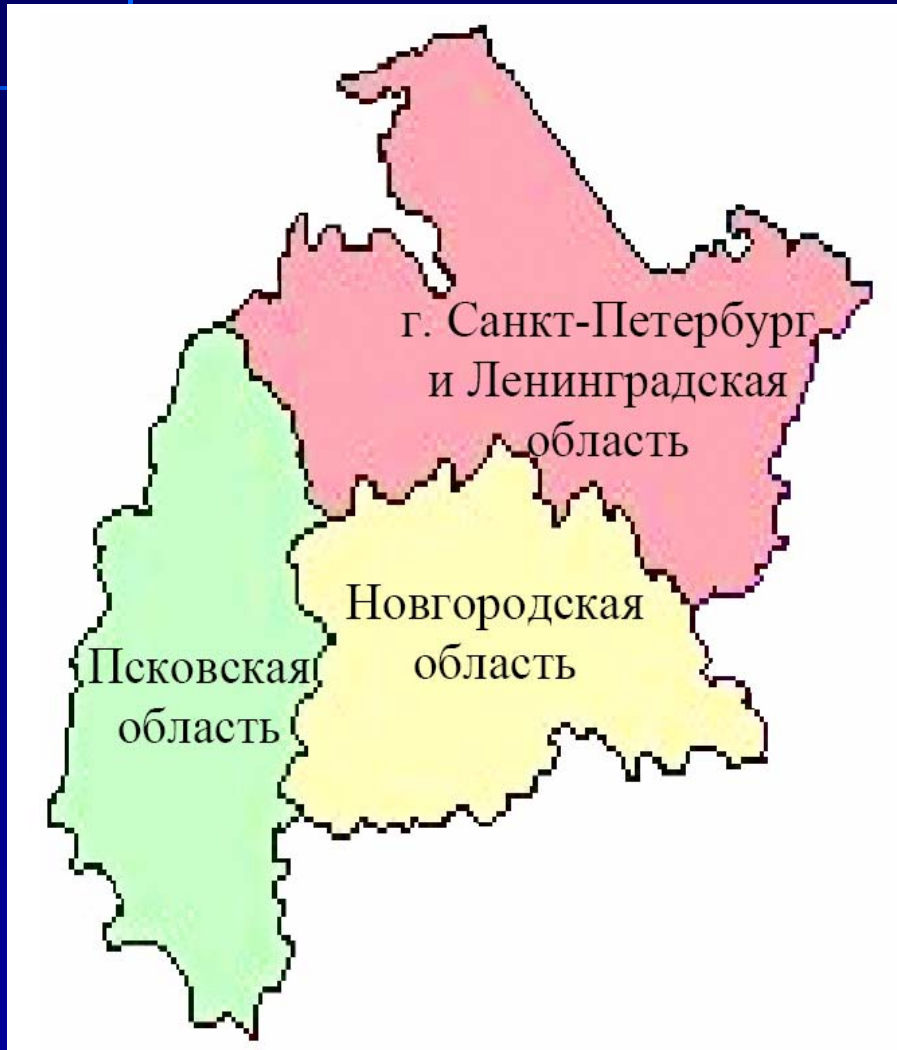 г. Санкт-Петербург
и Ленинградская
область
Новгородская
область
Псковская
область